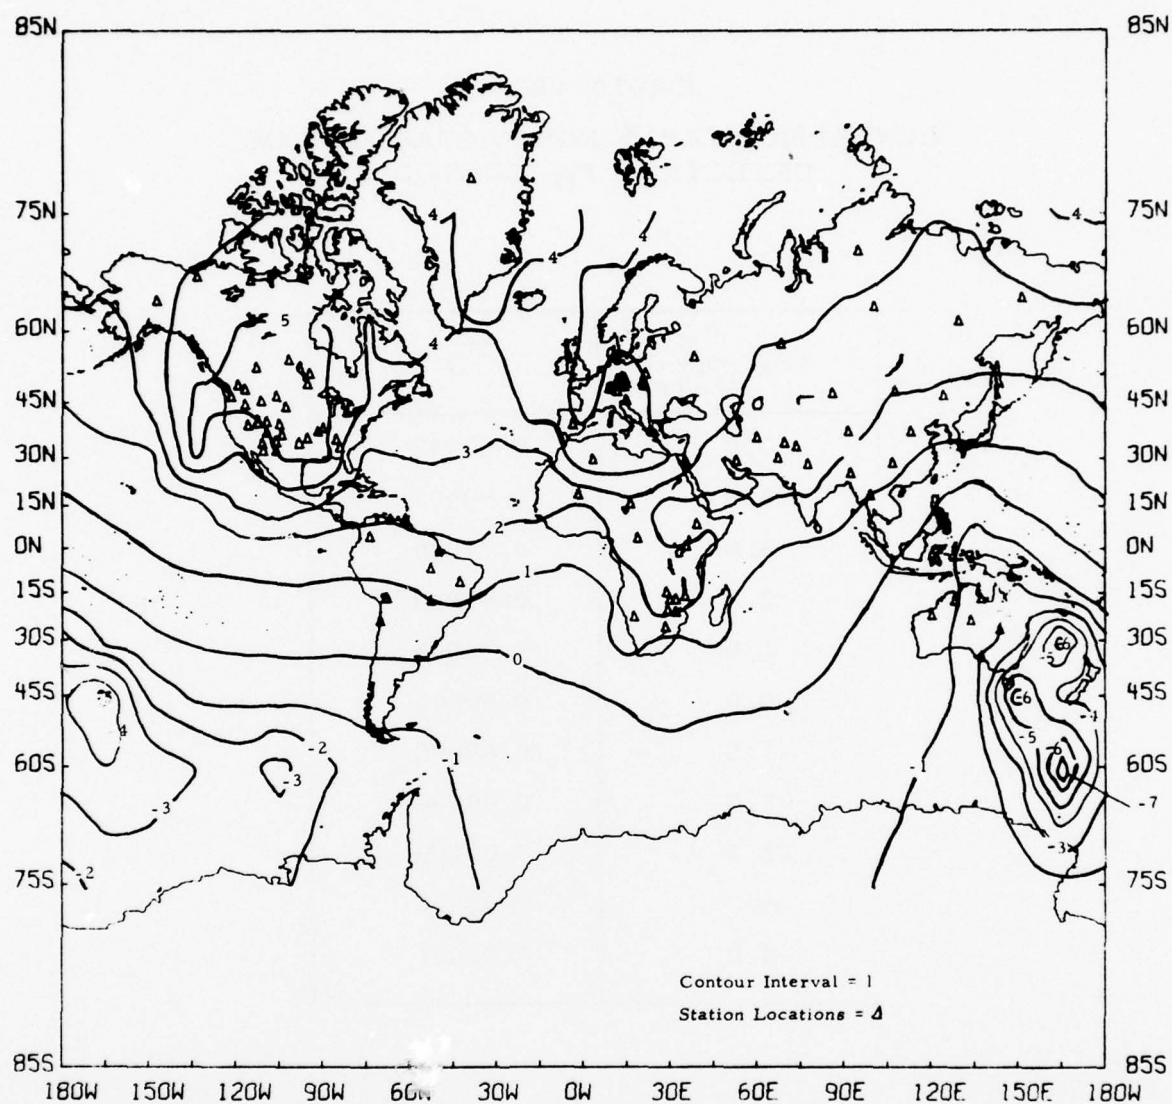 85N 85N
4 4
75N 4 75N
4
5
60N 4 60N
45N 45N
30N 3 30N
15N 2 15N
0N 0N
1
15S 15S
30S -6 30S
0 -5
45S -6 45S
4 -4
-2 -5 -6
60S -1 -1 60S
-3 -7
-3 -3
-2
75S 75S
Contour Interval = 1
Station Locations = Δ
85S 85S
180W 150W 120W 90W 60W 30W 0W 30E 60E 90E 120E 150E 180W